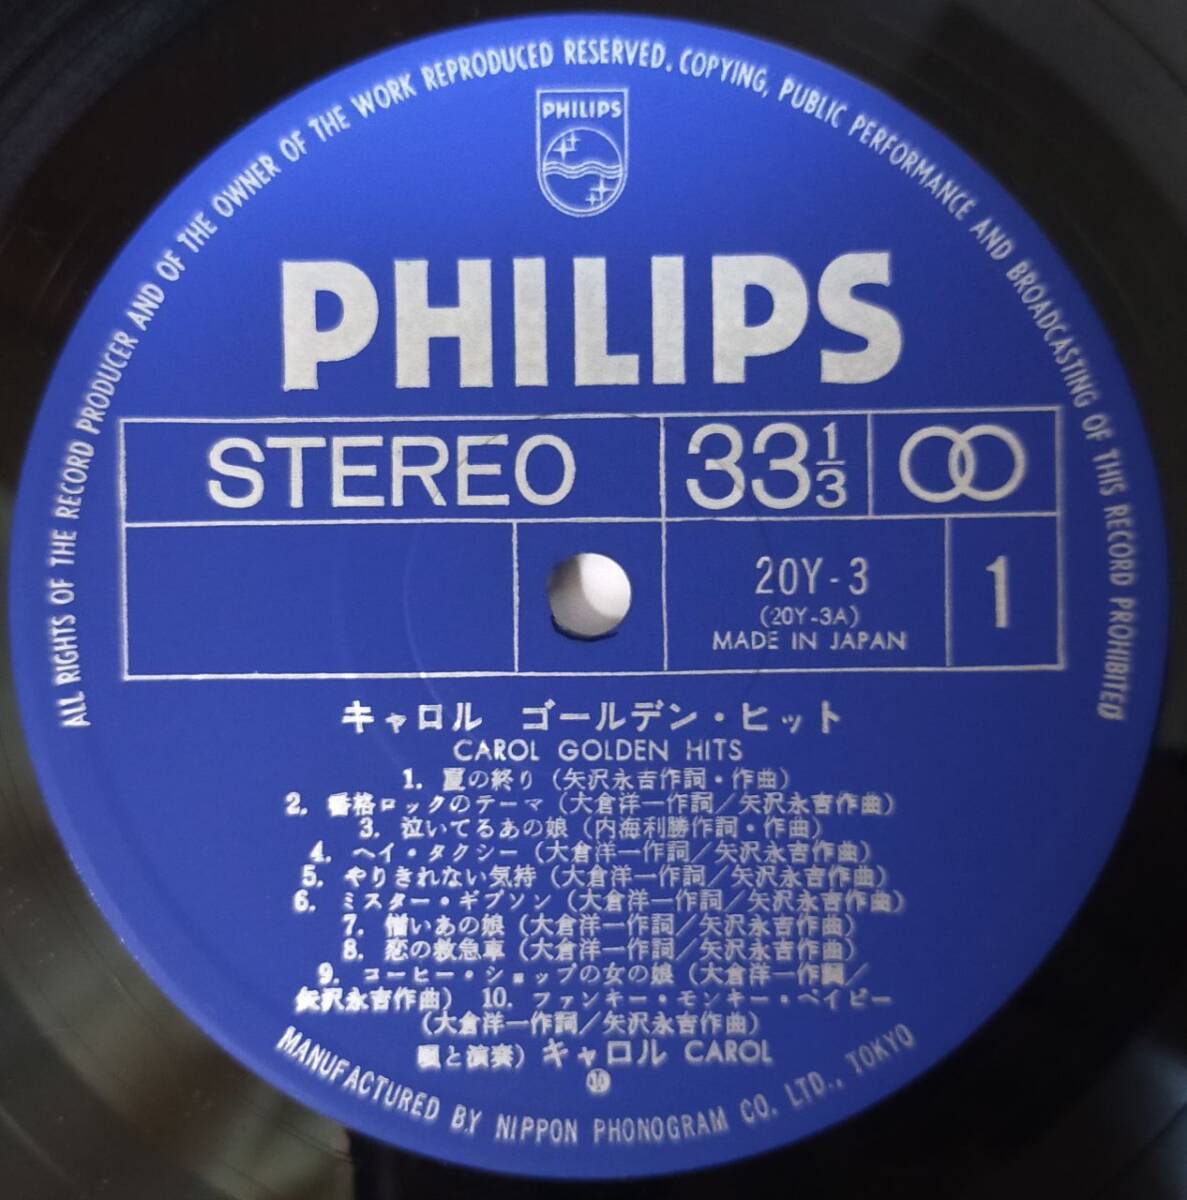 ALL RIGHTS OF THE RECORD PRODUCER AND OF THE OWNER OF THE WORK REPRODUCED RESERVED. COPYING, PUBLIC PERFORMANCE AND BROADCASTING OF THIS RECORD PROHIBITED
PHILIPS
PHILIPS
STEREO 33 1/3
20Y-3 1
(20Y-3A)
MADE IN JAPAN
キャロル ゴールデン・ヒット
CAROL GOLDEN HITS
1. 夏の終り (矢沢永吉作詞・作曲)
2. 番格ロックのテーマ (大倉洋一作詞/矢沢永吉作曲)
3. 泣いてるあの娘 (内海利勝作詞・作曲)
4. ヘイ・タクシー (大倉洋一作詞/矢沢永吉作曲)
5. やりきれない気持 (大倉洋一作詞/矢沢永吉作曲)
6. ミスター・ギブソン (大倉洋一作詞/矢沢永吉作曲)
7. 憎いあの娘 (大倉洋一作詞/矢沢永吉作曲)
8. 恋の救急車 (大倉洋一作詞/矢沢永吉作曲)
9. コーヒー・ショップの女の娘 (大倉洋一作詞/
矢沢永吉作曲) 10. ファンキー・モンキー・ベイビー
(大倉洋一作詞/矢沢永吉作曲)
唄と演奏) キャロル CAROL
MANUFACTURED BY NIPPON PHONOGRAM CO. LTD., TOKYO